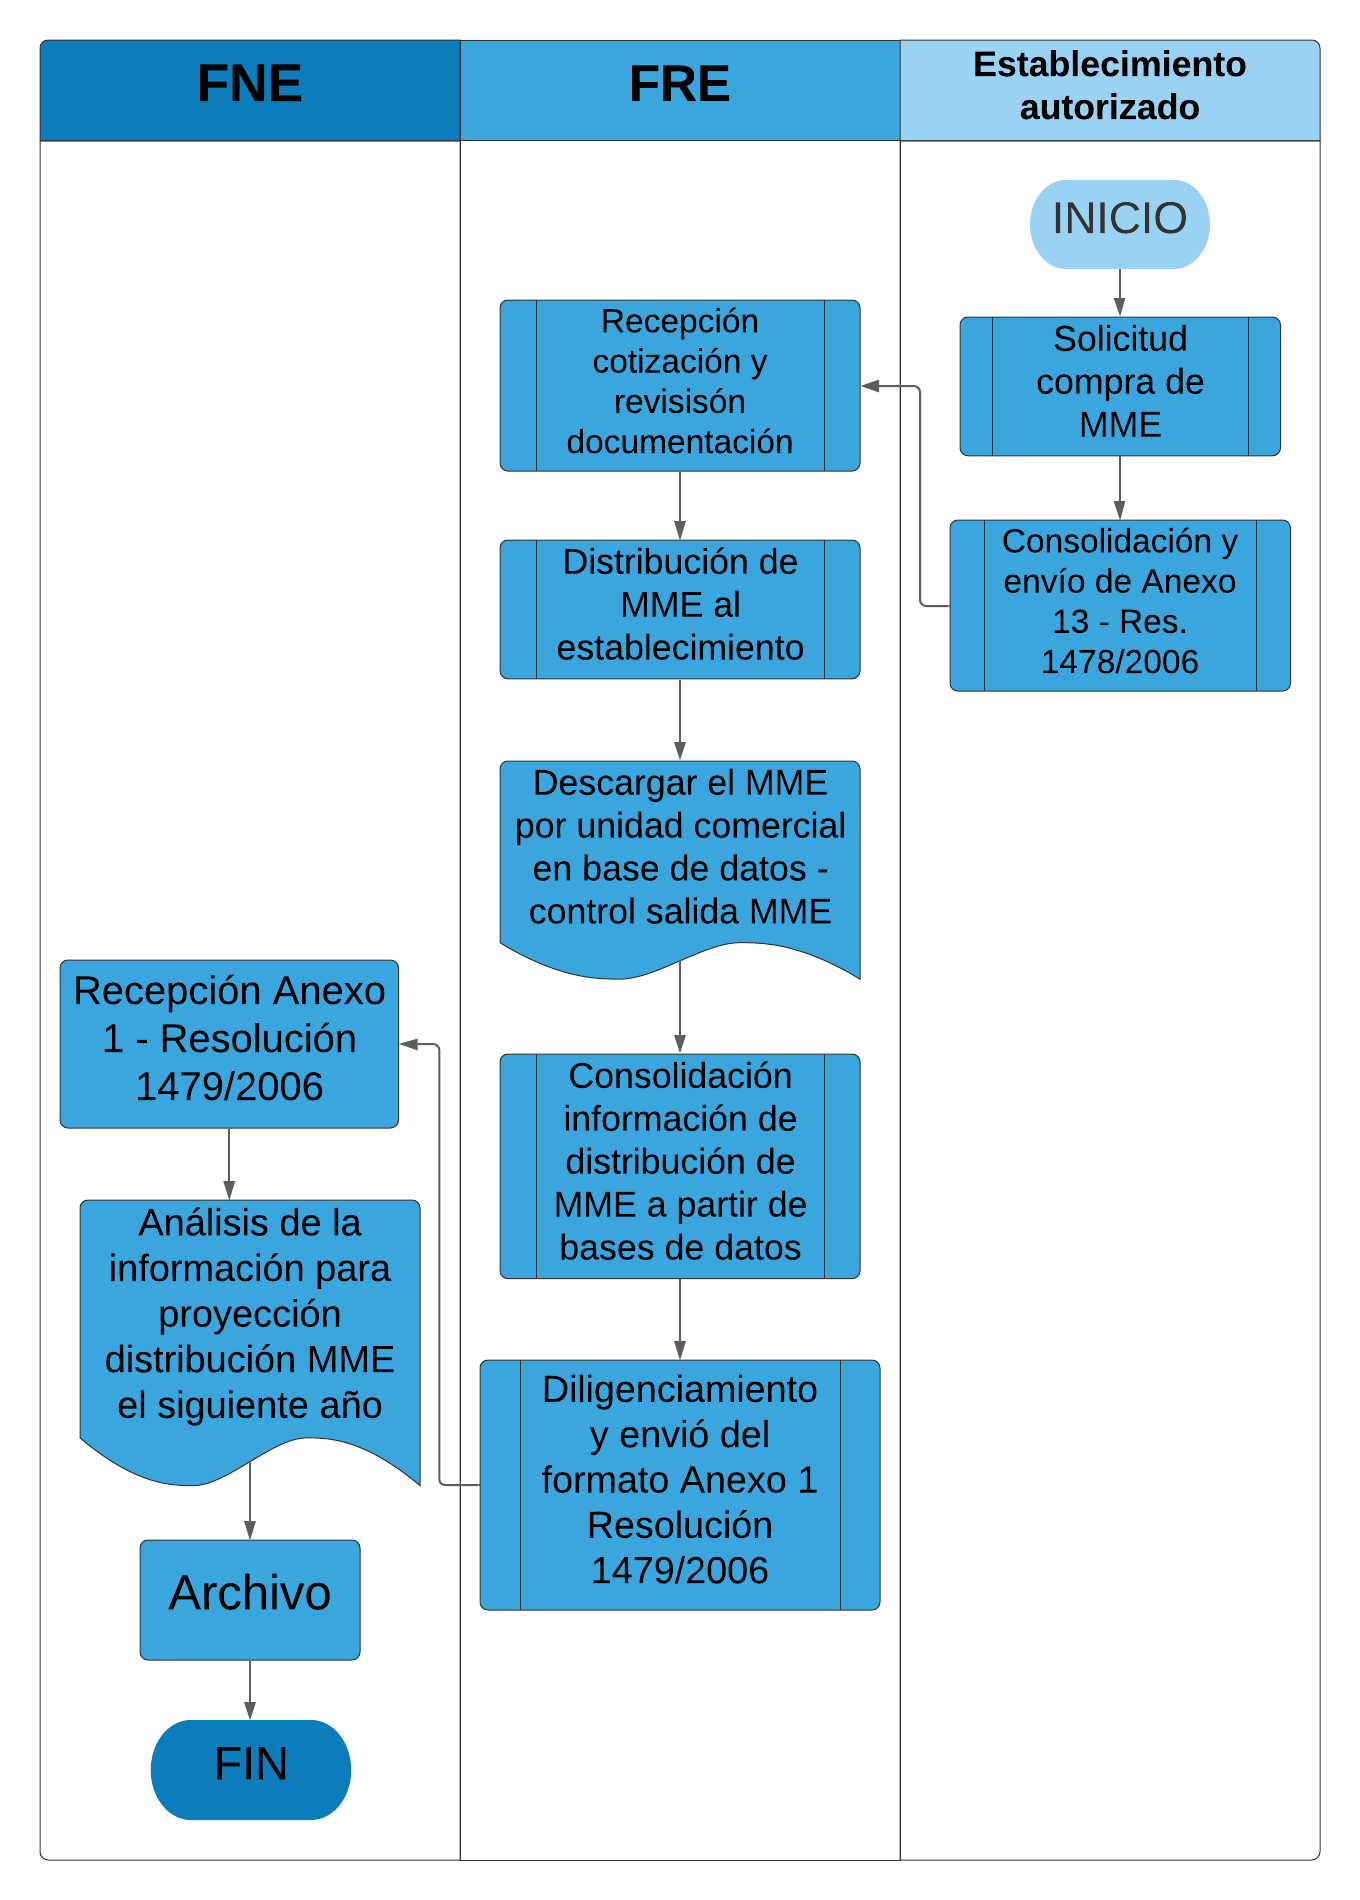 FNE
FRE
Establecimiento
autorizado
INICIO
Solicitud
compra de
MME
Consolidación y
envío de Anexo
13 - Res.
1478/2006
Recepción
cotización y
revisisón
documentación
Distribución de
MME al
establecimiento
Descargar el MME
por unidad comercial
en base de datos -
control salida MME
Consolidación
información de
distribución de
MME a partir de
bases de datos
Diligenciamiento
y envió del
formato Anexo 1
Resolución
1479/2006
Recepción Anexo
1 - Resolución
1479/2006
Análisis de la
información para
proyección
distribución MME
el siguiente año
Archivo
FIN